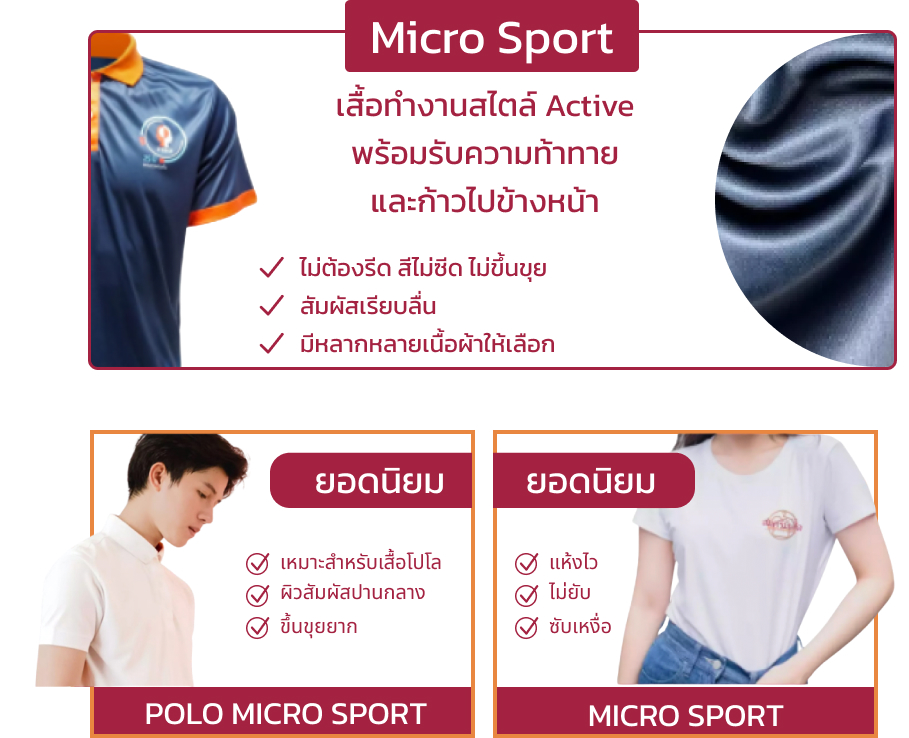 Micro Sport
เสื้อทำงานสไตล์ Active
พร้อมรับความท้าทาย
และก้าวไปข้างหน้า
ไม่ต้องรีด สีไม่ซีด ไม่ขึ้นขุย
สัมผัสเรียบลื่น
มีหลากหลายเนื้อผ้าให้เลือก
ยอดนิยม
เหมาะสำหรับเสื้อโปโล
ผิวสัมผัสปานกลาง
ขึ้นขุยยาก
POLO MICRO SPORT
ยอดนิยม
แห้งไว
ไม่ยับ
ซับเหงื่อ
MICRO SPORT